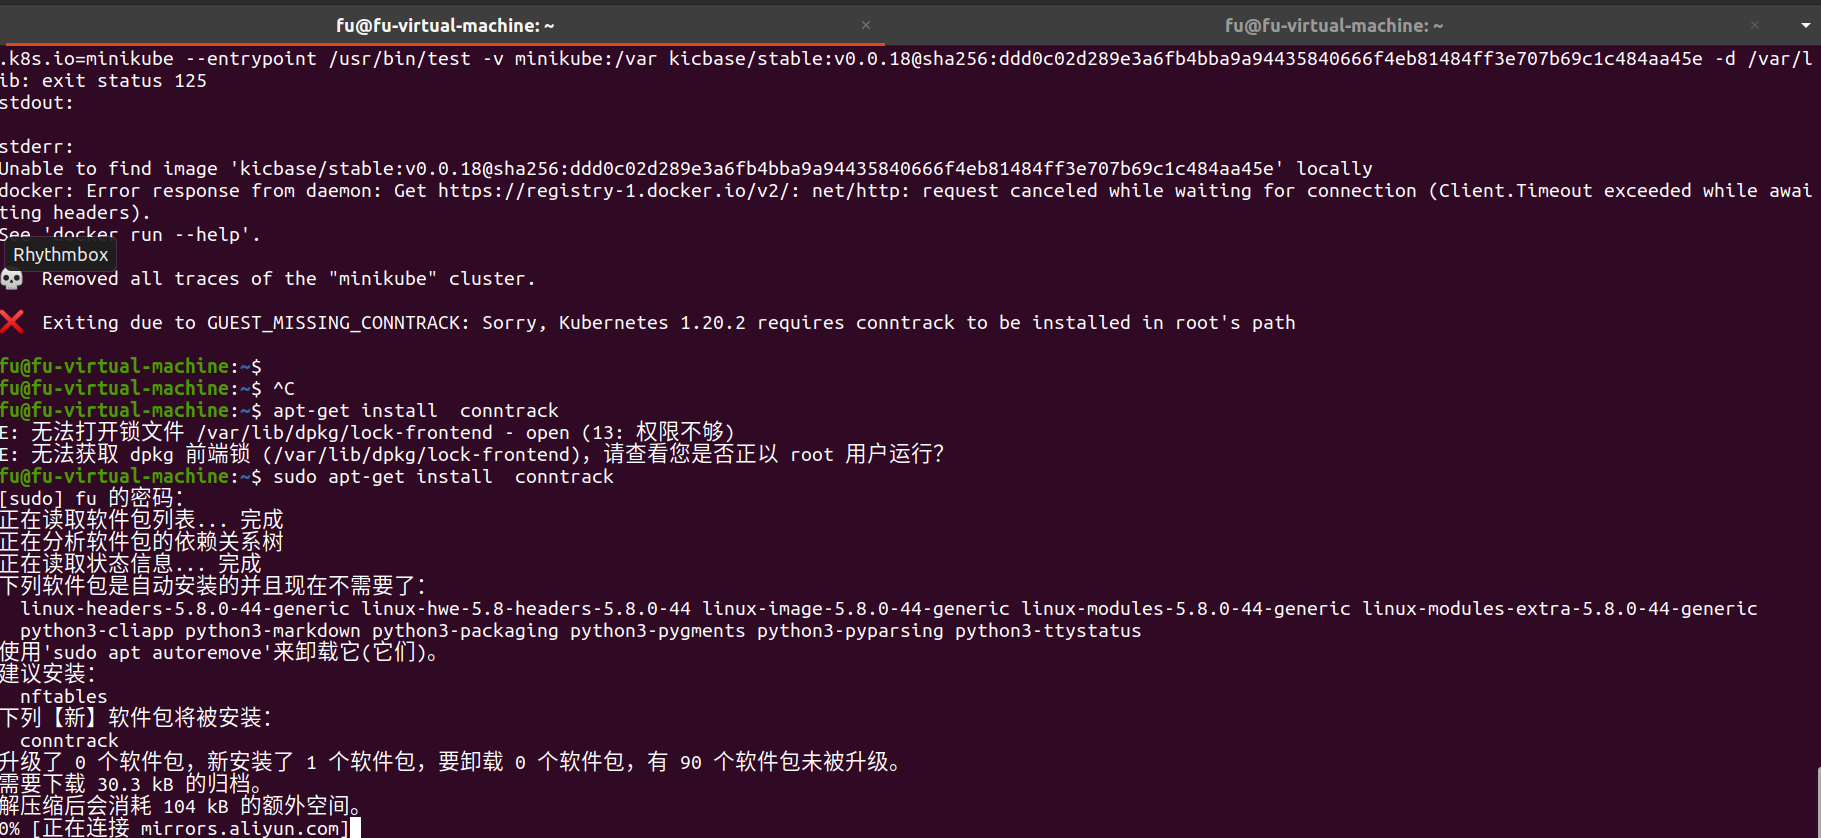 fu@fu-virtual-machine: ~ × fu@fu-virtual-machine: ~ ×
.k8s.io=minikube --entrypoint /usr/bin/test -v minikube:/var kicbase/stable:v0.0.18@sha256:ddd0c02d289e3a6fb4bba9a94435840666f4eb81484ff3e707b69c1c484aa45e -d /var/l
ib: exit status 125
stdout:
stderr:
Unable to find image 'kicbase/stable:v0.0.18@sha256:ddd0c02d289e3a6fb4bba9a94435840666f4eb81484ff3e707b69c1c484aa45e' locally
docker: Error response from daemon: Get https://registry-1.docker.io/v2/: net/http: request canceled while waiting for connection (Client.Timeout exceeded while awai
ting headers).
See 'docker run --help'.
Rhythmbox
Removed all traces of the "minikube" cluster.
Exiting due to GUEST_MISSING_CONNTRACK: Sorry, Kubernetes 1.20.2 requires conntrack to be installed in root's path
fu@fu-virtual-machine:~$
fu@fu-virtual-machine:~$ ^C
fu@fu-virtual-machine:~$ apt-get install  conntrack
E: 无法打开锁文件 /var/lib/dpkg/lock-frontend - open (13: 权限不够)
E: 无法获取 dpkg 前端锁 (/var/lib/dpkg/lock-frontend)，请查看您是否正以 root 用户运行？
fu@fu-virtual-machine:~$ sudo apt-get install  conntrack
[sudo] fu 的密码：
正在读取软件包列表... 完成
正在分析软件包的依赖关系树
正在读取状态信息... 完成
下列软件包是自动安装的并且现在不需要了：
linux-headers-5.8.0-44-generic linux-hwe-5.8-headers-5.8.0-44 linux-image-5.8.0-44-generic linux-modules-5.8.0-44-generic linux-modules-extra-5.8.0-44-generic
python3-cliapp python3-markdown python3-packaging python3-pygments python3-pyparsing python3-ttystatus
使用'sudo apt autoremove'来卸载它(它们)。
建议安装：
nftables
下列【新】软件包将被安装：
conntrack
升级了 0 个软件包，新安装了 1 个软件包，要卸载 0 个软件包，有 90 个软件包未被升级。
需要下载 30.3 kB 的归档。
解压缩后会消耗 104 kB 的额外空间。
0% [正在连接 mirrors.aliyun.com]